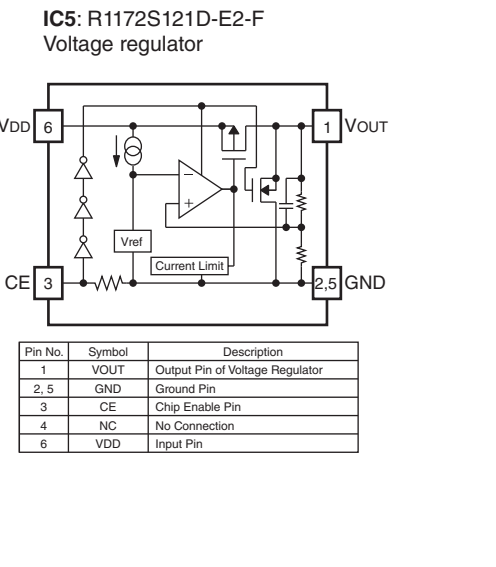 IC5: R1172S121D-E2-F
Voltage regulator
VDD 6
1 VOUT
−
+
Vref
Current Limit
CE 3
2,5 GND
Pin No. Symbol Description
1 VOUT Output Pin of Voltage Regulator
2, 5 GND Ground Pin
3 CE Chip Enable Pin
4 NC No Connection
6 VDD Input Pin